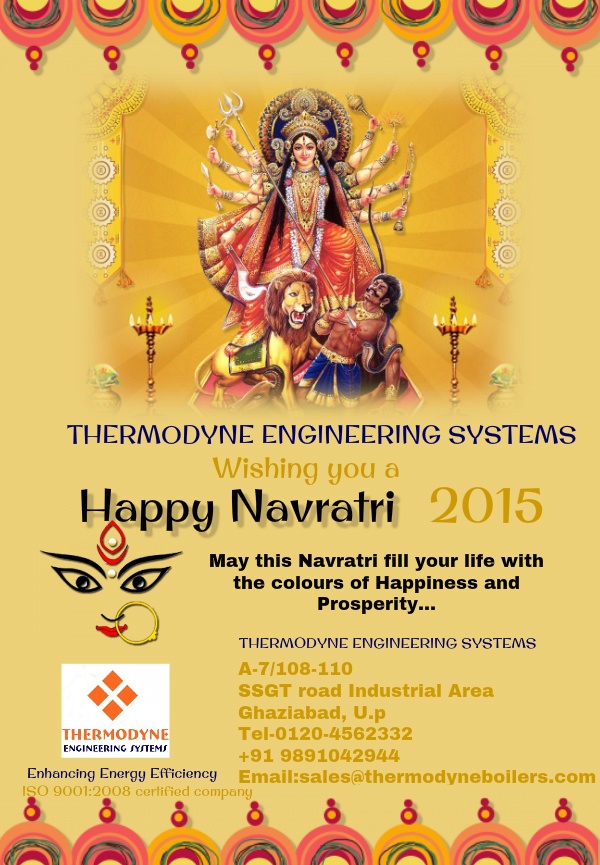 THERMODYNE ENGINEERING SYSTEMS
Wishing you a
Happy Navratri 2015
May this Navratri fill your life with
the colours of Happiness and
Prosperity...
THERMODYNE ENGINEERING SYSTEMS
A-7/108-110
SSGT road Industrial Area
Ghaziabad, U.p
Tel-0120-4562332
+91 9891042944
Email:sales@thermodyneboilers.com
THERMODYNE
ENGINEERING SYSTEMS
Enhancing Energy Efficiency
ISO 9001:2008 certified company